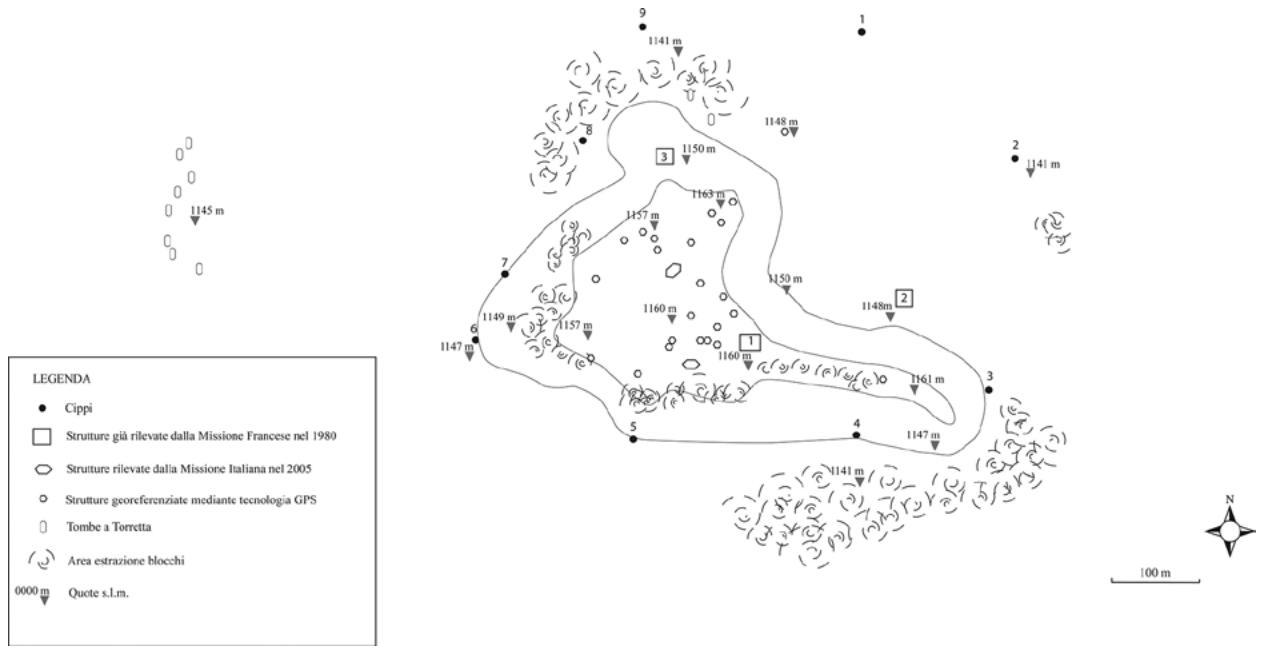 9
1
1141 m
1148 m
8
2
1141 m
3
1150 m
1163 m
1145 m
1157 m
7
1150 m
2
1148m
1160 m
1149 m
1157 m
6
1147 m
1
1160 m
1161 m
3
5
4
1147 m
1141 m
LEGENDA
Cippi
Strutture già rilevate dalla Missione Francese nel 1980
Strutture rilevate dalla Missione Italiana nel 2005
Strutture georeferenziate mediante tecnologia GPS
Tombe a Torretta
Area estrazione blocchi
0000 m Quote s.l.m.
N
100 m